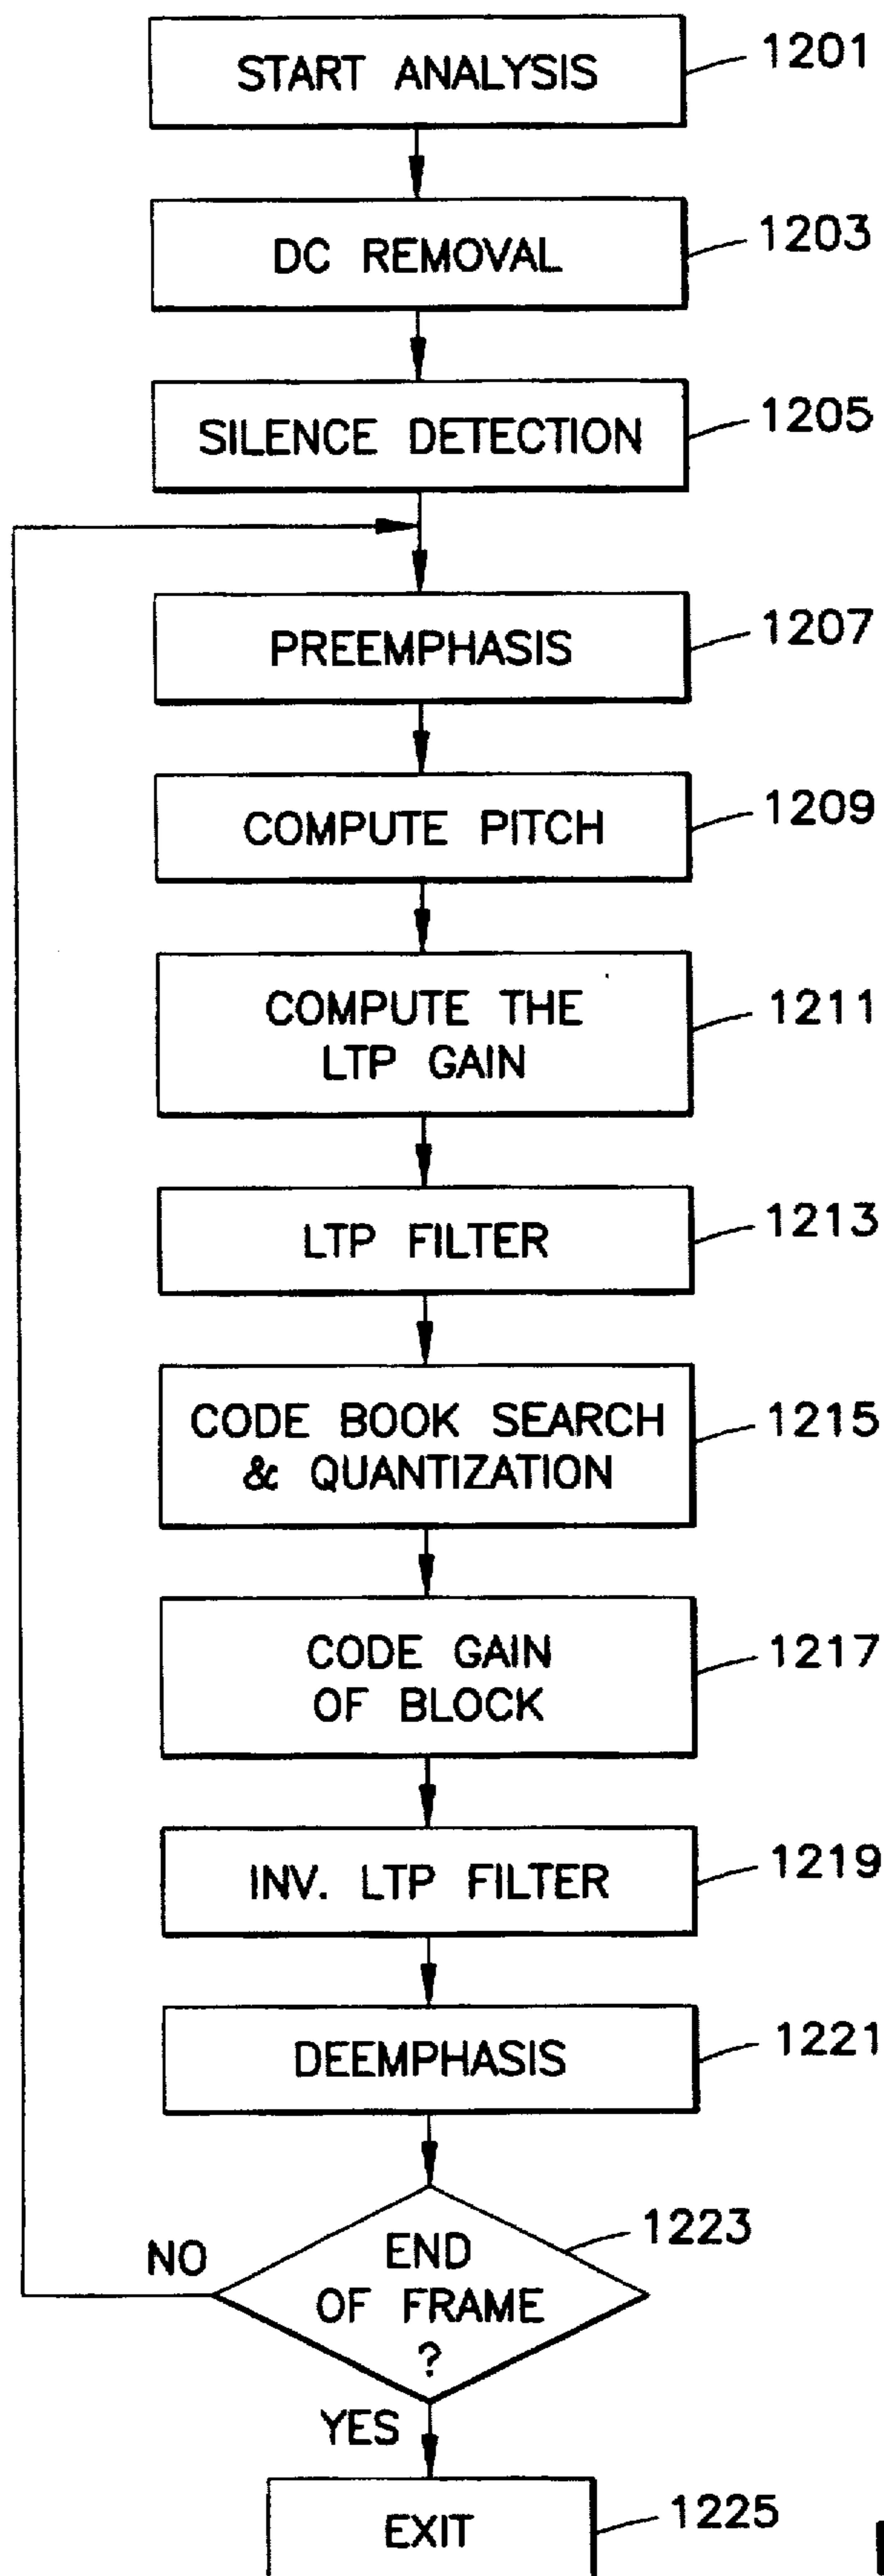 START ANALYSIS
1201
DC REMOVAL
1203
SILENCE DETECTION
1205
PREEMPHASIS
1207
COMPUTE PITCH
1209
COMPUTE THE
LTP GAIN
1211
LTP FILTER
1213
CODE BOOK SEARCH
& QUANTIZATION
1215
CODE GAIN
OF BLOCK
1217
INV. LTP FILTER
1219
DEEMPHASIS
1221
END
OF FRAME
?
1223
NO
YES
EXIT
1225